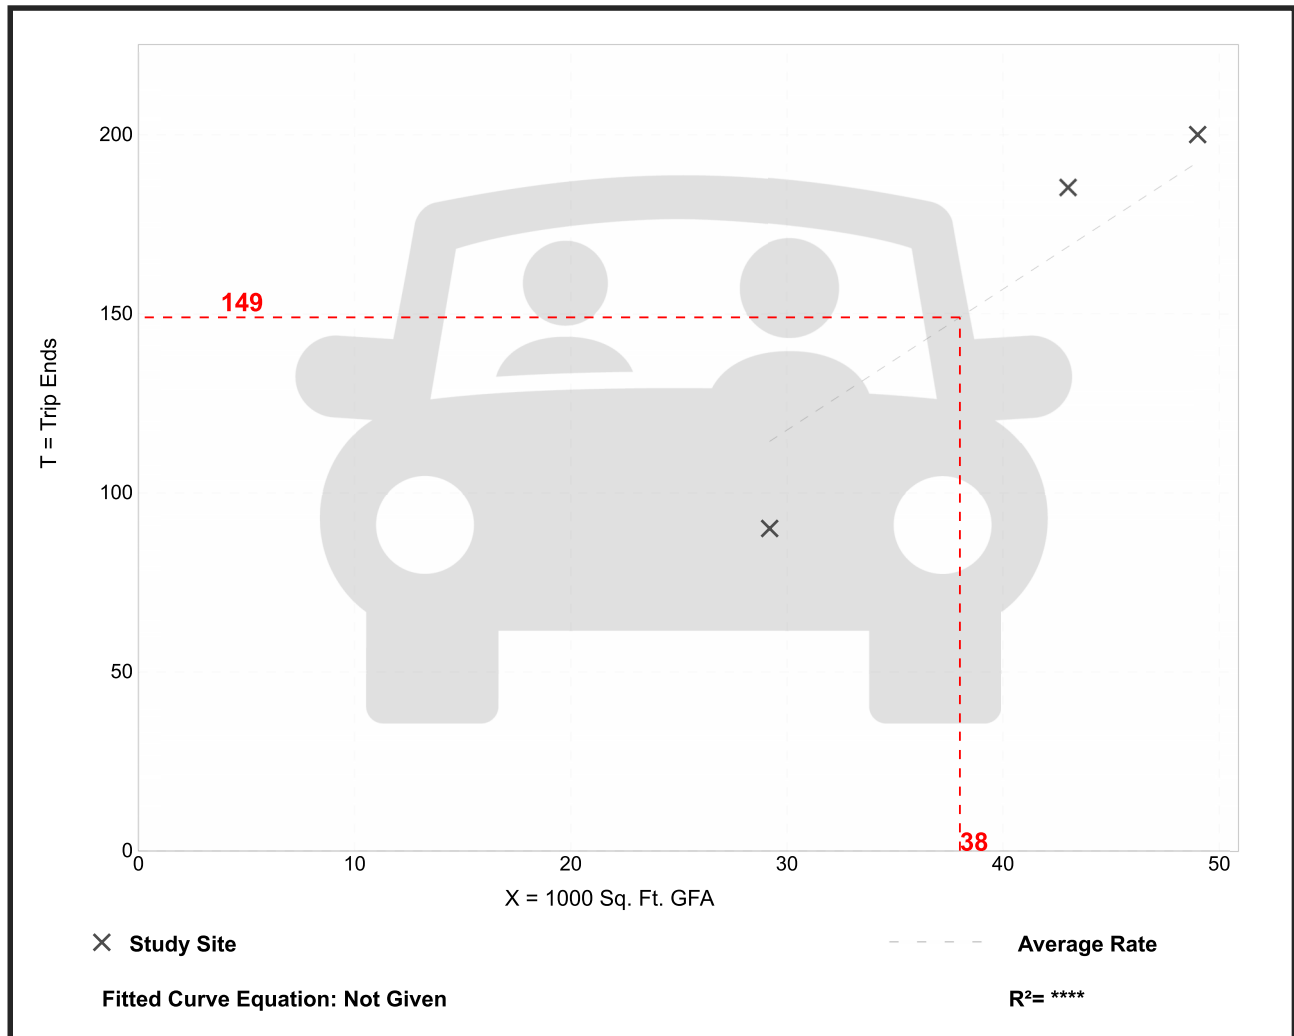 200
150
149
100
50
0
38
0 10 20 30 40 50
T = Trip Ends
X = 1000 Sq. Ft. GFA
Study Site
Average Rate
Fitted Curve Equation: Not Given
R²= ****